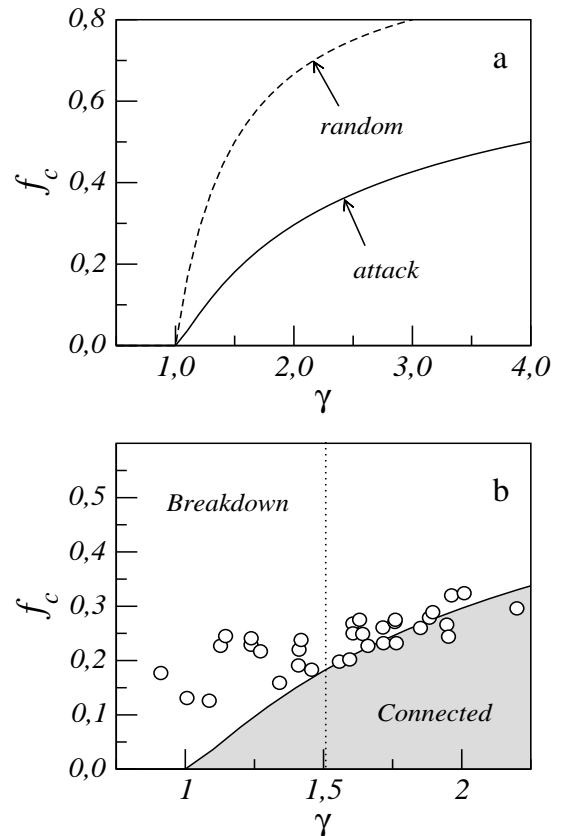 a
0,8
0,6
0,4
0,2
0,0
f_c
random
attack
1,0 2,0 3,0 4,0
γ
b
Breakdown
0,5
0,4
0,3
0,2
0,1
0,0
f_c
Connected
1 1,5 2
γ